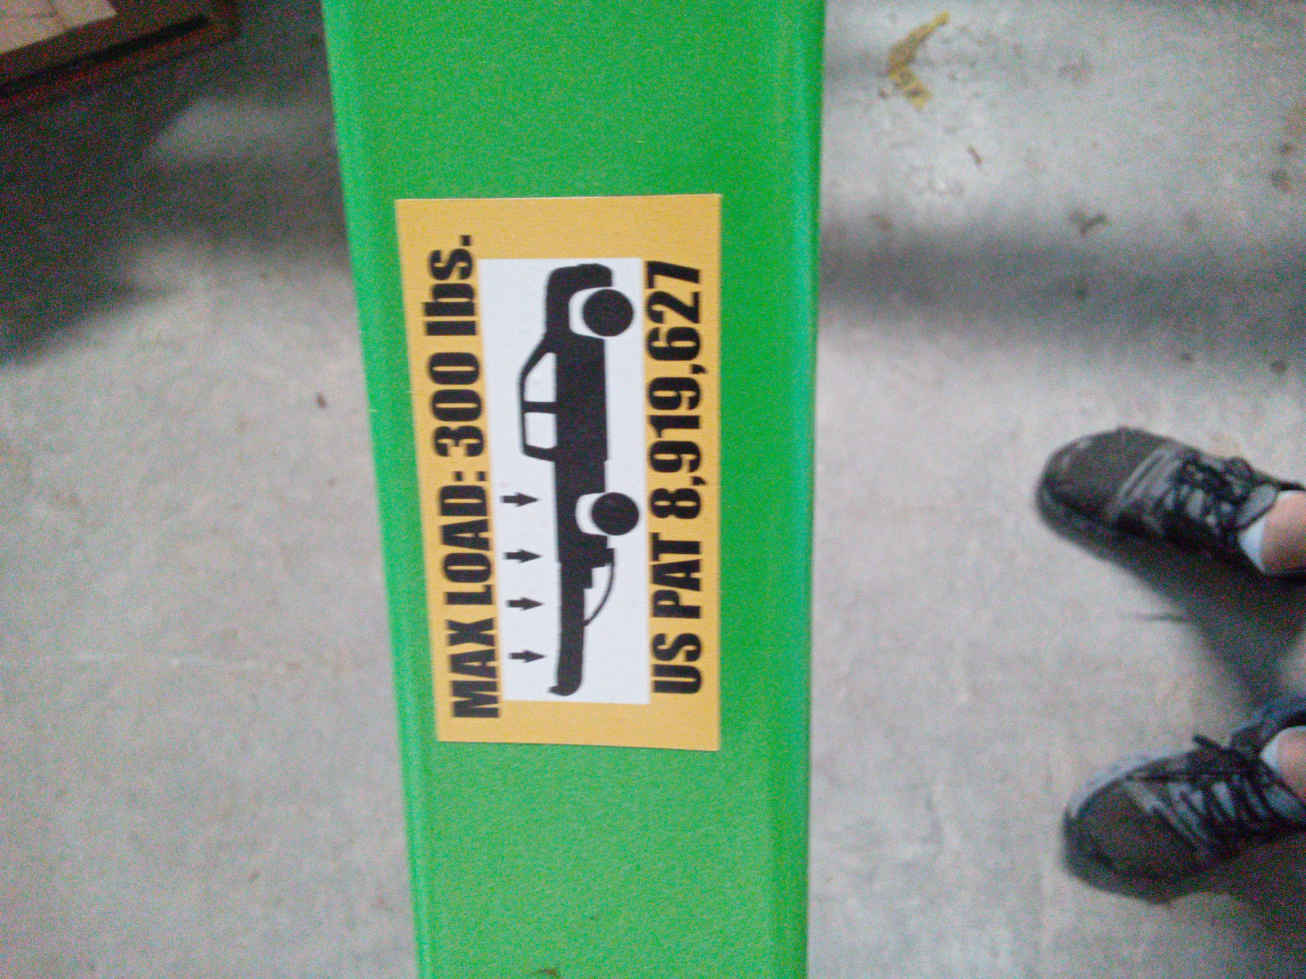 MAX LOAD: 300 lbs.
US PAT 8,919,627